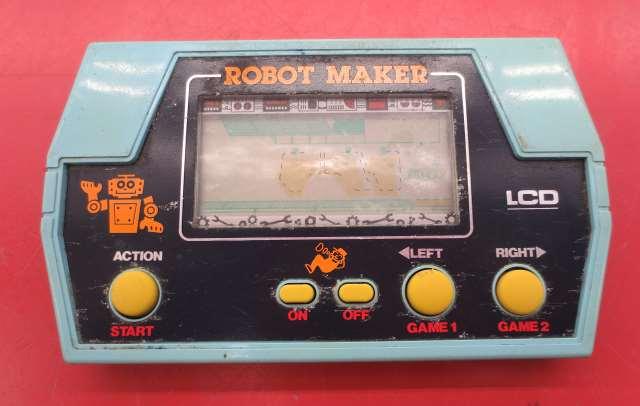 ROBOT MAKER
LCD
ACTION
◀LEFT
RIGHT▶
START
ON
OFF
GAME 1
GAME 2